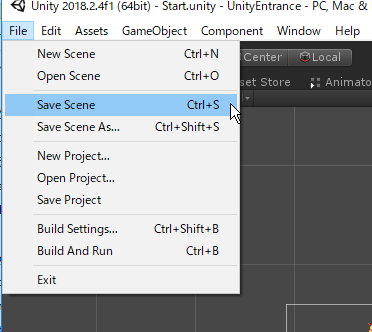 Unity 2018.2.4f1 (64bit) - Start.unity - UnityEntrance - PC, Mac &
File Edit Assets GameObject Component Window Help
New Scene Ctrl+N
Center Local
Open Scene Ctrl+O
set Store Animato
Save Scene Ctrl+S
Save Scene As... Ctrl+Shift+S
New Project...
Open Project...
Save Project
Build Settings... Ctrl+Shift+B
Build And Run Ctrl+B
Exit